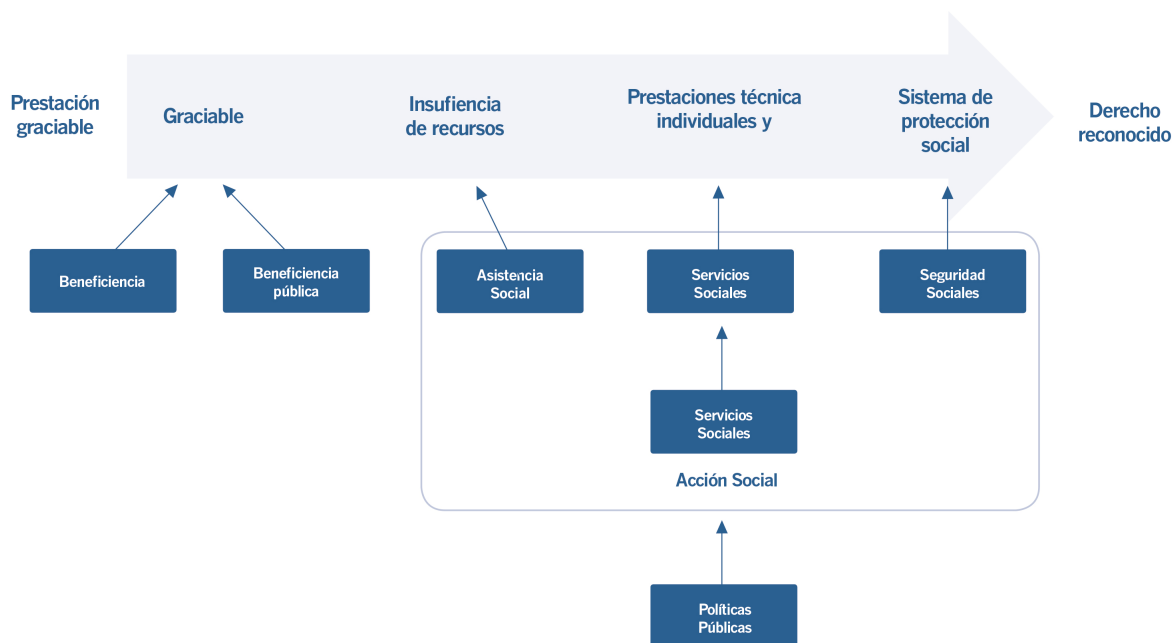 Prestación
graciable
Graciable
Insufiencia
de recursos
Prestaciones técnica
individuales y
Sistema de
protección
social
Derecho
reconocido
Beneficiencia
Beneficiencia
pública
Asistencia
Social
Servicios
Sociales
Seguridad
Sociales
Servicios
Sociales
Acción Social
Políticas
Públicas